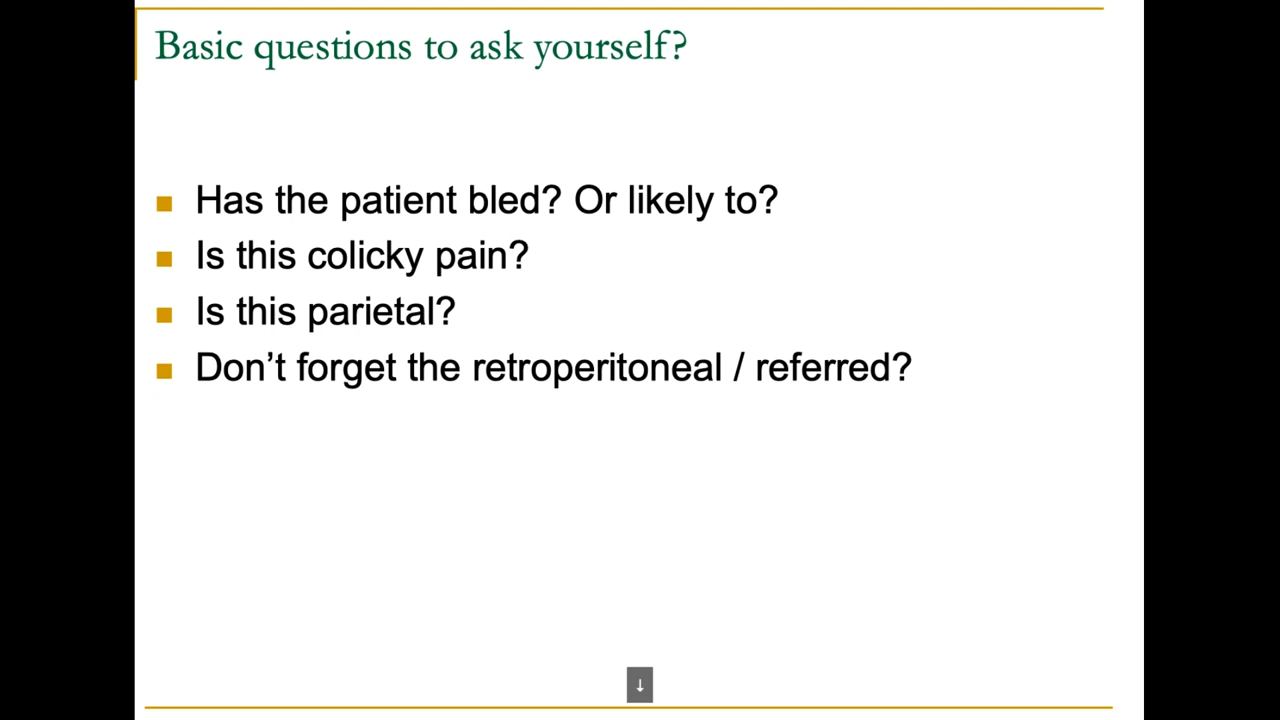 Basic questions to ask yourself?
Has the patient bled? Or likely to?
Is this colicky pain?
Is this parietal?
Don’t forget the retroperitoneal / referred?